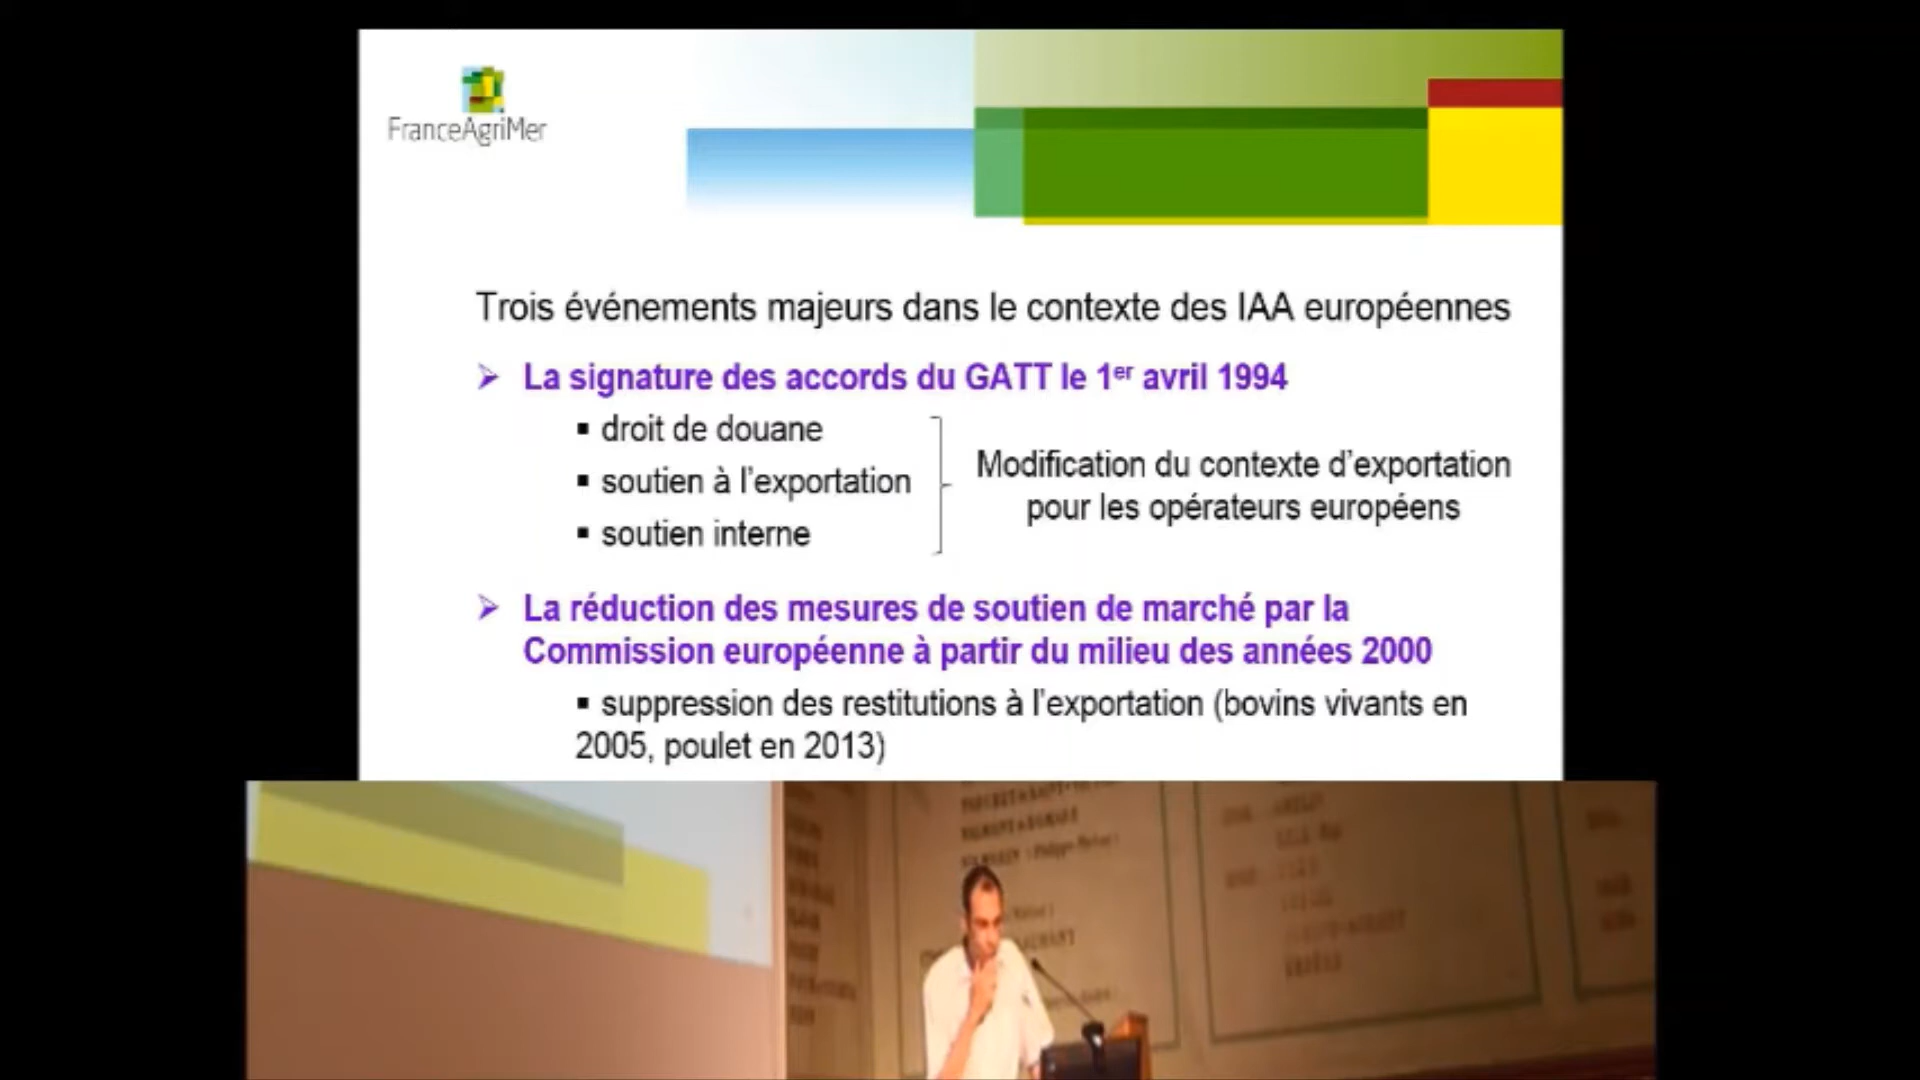 FranceAgriMer
Trois événements majeurs dans le contexte des IAA européennes
➢ La signature des accords du GATT le 1er avril 1994
▪ droit de douane
▪ soutien à l'exportation
▪ soutien interne
Modification du contexte d'exportation
pour les opérateurs européens
➢ La réduction des mesures de soutien de marché par la
Commission européenne à partir du milieu des années 2000
▪ suppression des restitutions à l'exportation (bovins vivants en
2005, poulet en 2013)